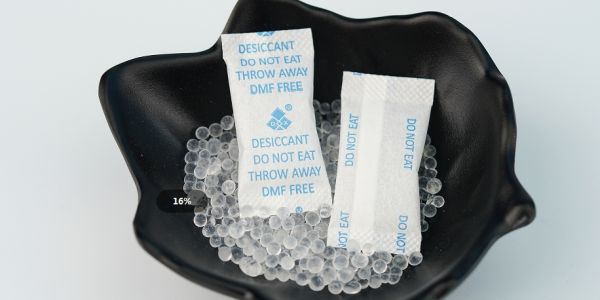 DESICCANT
DO NOT EAT
THROW AWAY
DMF FREE
®
DESICCANT
DO NOT EAT
THROW AWAY
DMF FREE
®
DO NOT EAT
DO NOT EAT
NOT EAT
DO NOT
16%